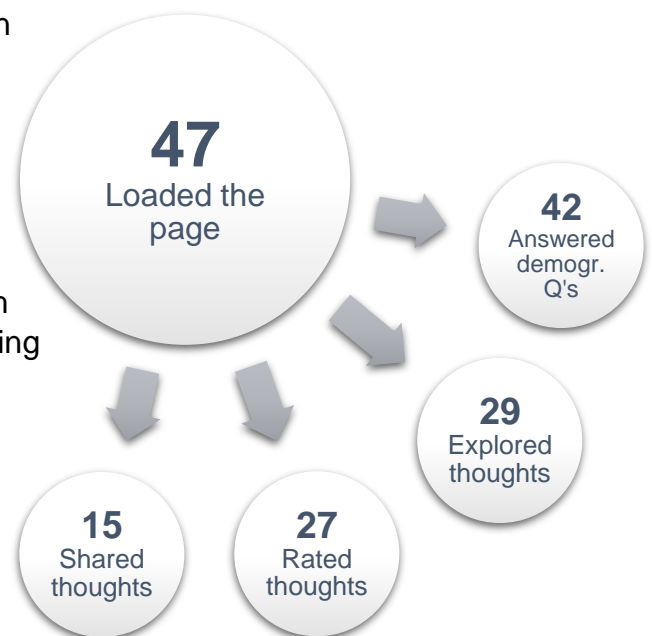 47
Loaded the
page
42
Answered
demogr.
Q's
29
Explored
thoughts
15
Shared
thoughts
27
Rated
thoughts